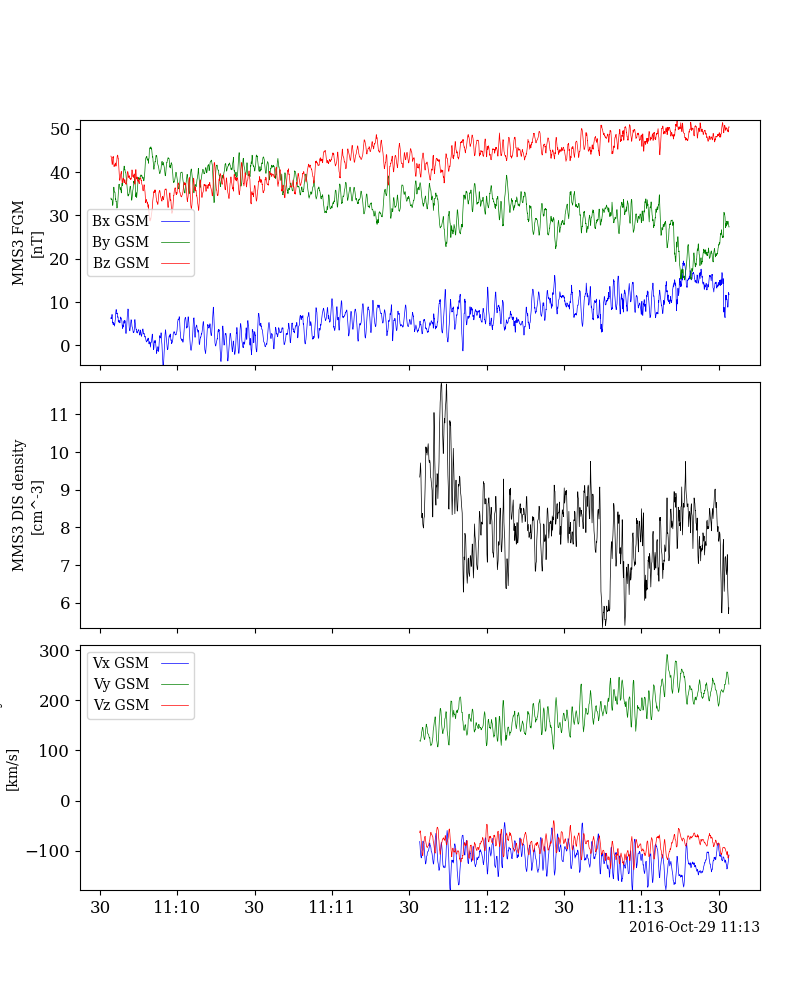 50
40
30
20
10
0
MMS3 FGM
[nT]
Bx GSM
By GSM
Bz GSM
11
10
9
8
7
6
MMS3 DIS density
[cm^-3]
300
200
100
0
−100
[km/s]
Vx GSM
Vy GSM
Vz GSM
30 11:10 30 11:11 30 11:12 30 11:13 30
2016-Oct-29 11:13